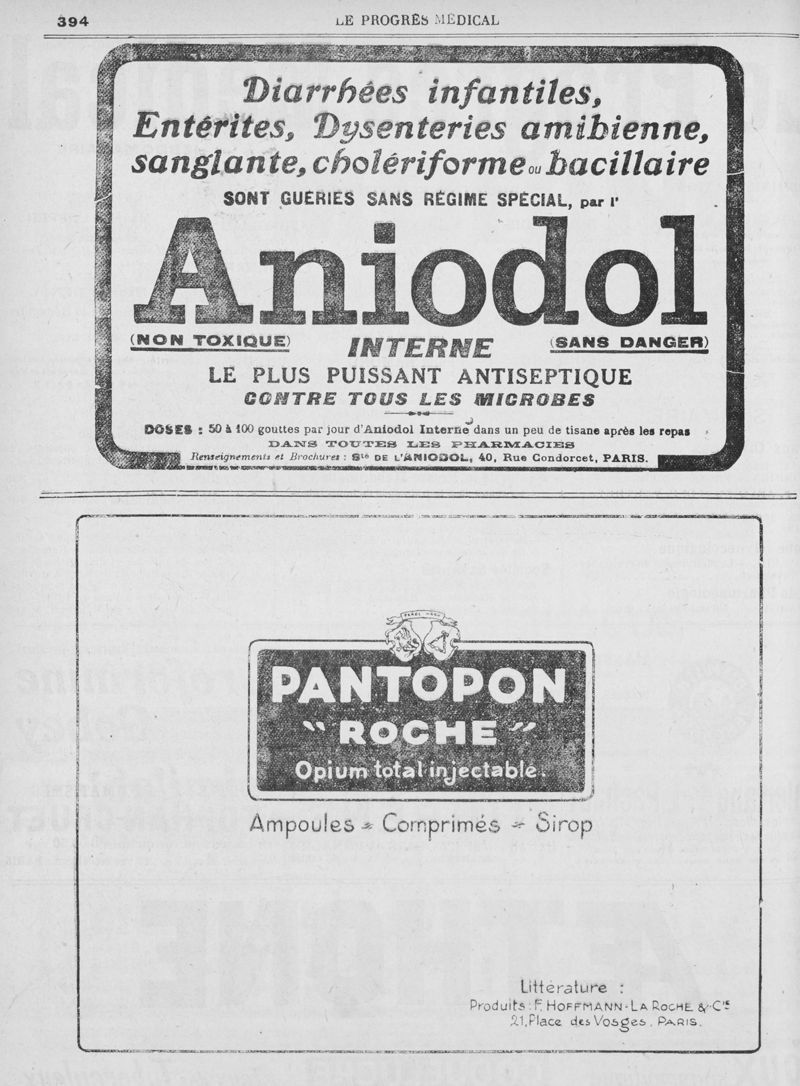 394
LE PROGRÈS MÉDICAL
Diarrhées infantiles,
Entérites, Dysenteries amibienne,
sanglante, cholériforme ou bacillaire
SONT GUÉRIES SANS RÉGIME SPÉCIAL, par l'
Aniodol
(NON TOXIQUE) INTERNE (SANS DANGER)
LE PLUS PUISSANT ANTISEPTIQUE
CONTRE TOUS LES MICROBES
DOSES : 50 à 100 gouttes par jour d'Aniodol Interne dans un peu de tisane après les repas
DANS TOUTES LES PHARMACIES
Renseignements et Brochures : Sté DE L'ANIODOL, 40, Rue Condorcet, PARIS.
PANTOPON
"ROCHE"
Opium total injectable.
Ampoules - Comprimés - Sirop
Littérature :
Produits : F. HOFFMANN-LA ROCHE & Cie
21, Place des Vosges. PARIS.